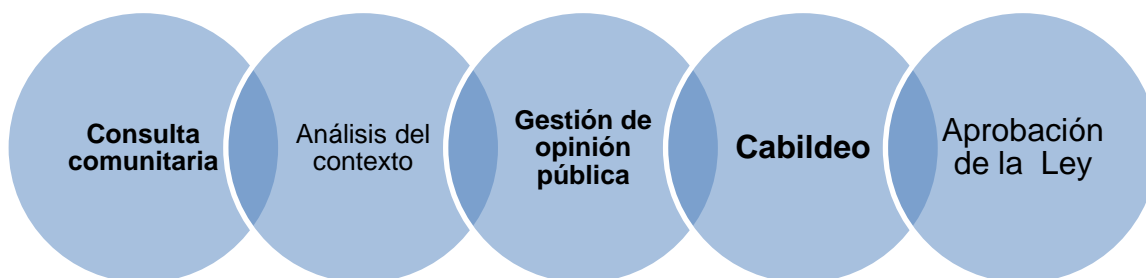 Consulta
comunitaria
Análisis del
contexto
Gestión de
opinión
pública
Cabildeo
Aprobación
de la Ley